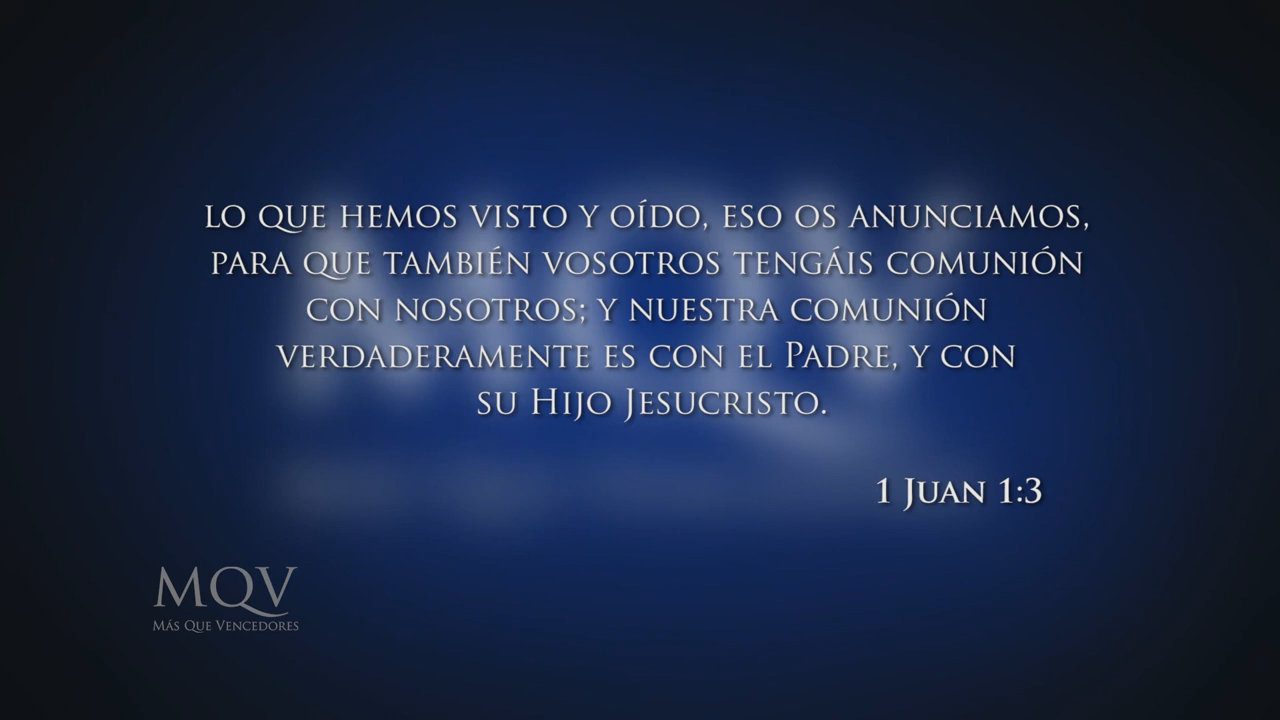 lo que hemos visto y oído, eso os anunciamos,
para que también vosotros tengáis comunión
con nosotros; y nuestra comunión
verdaderamente es con el Padre, y con
su Hijo Jesucristo.
1 Juan 1:3
MQV
Más Que Vencedores